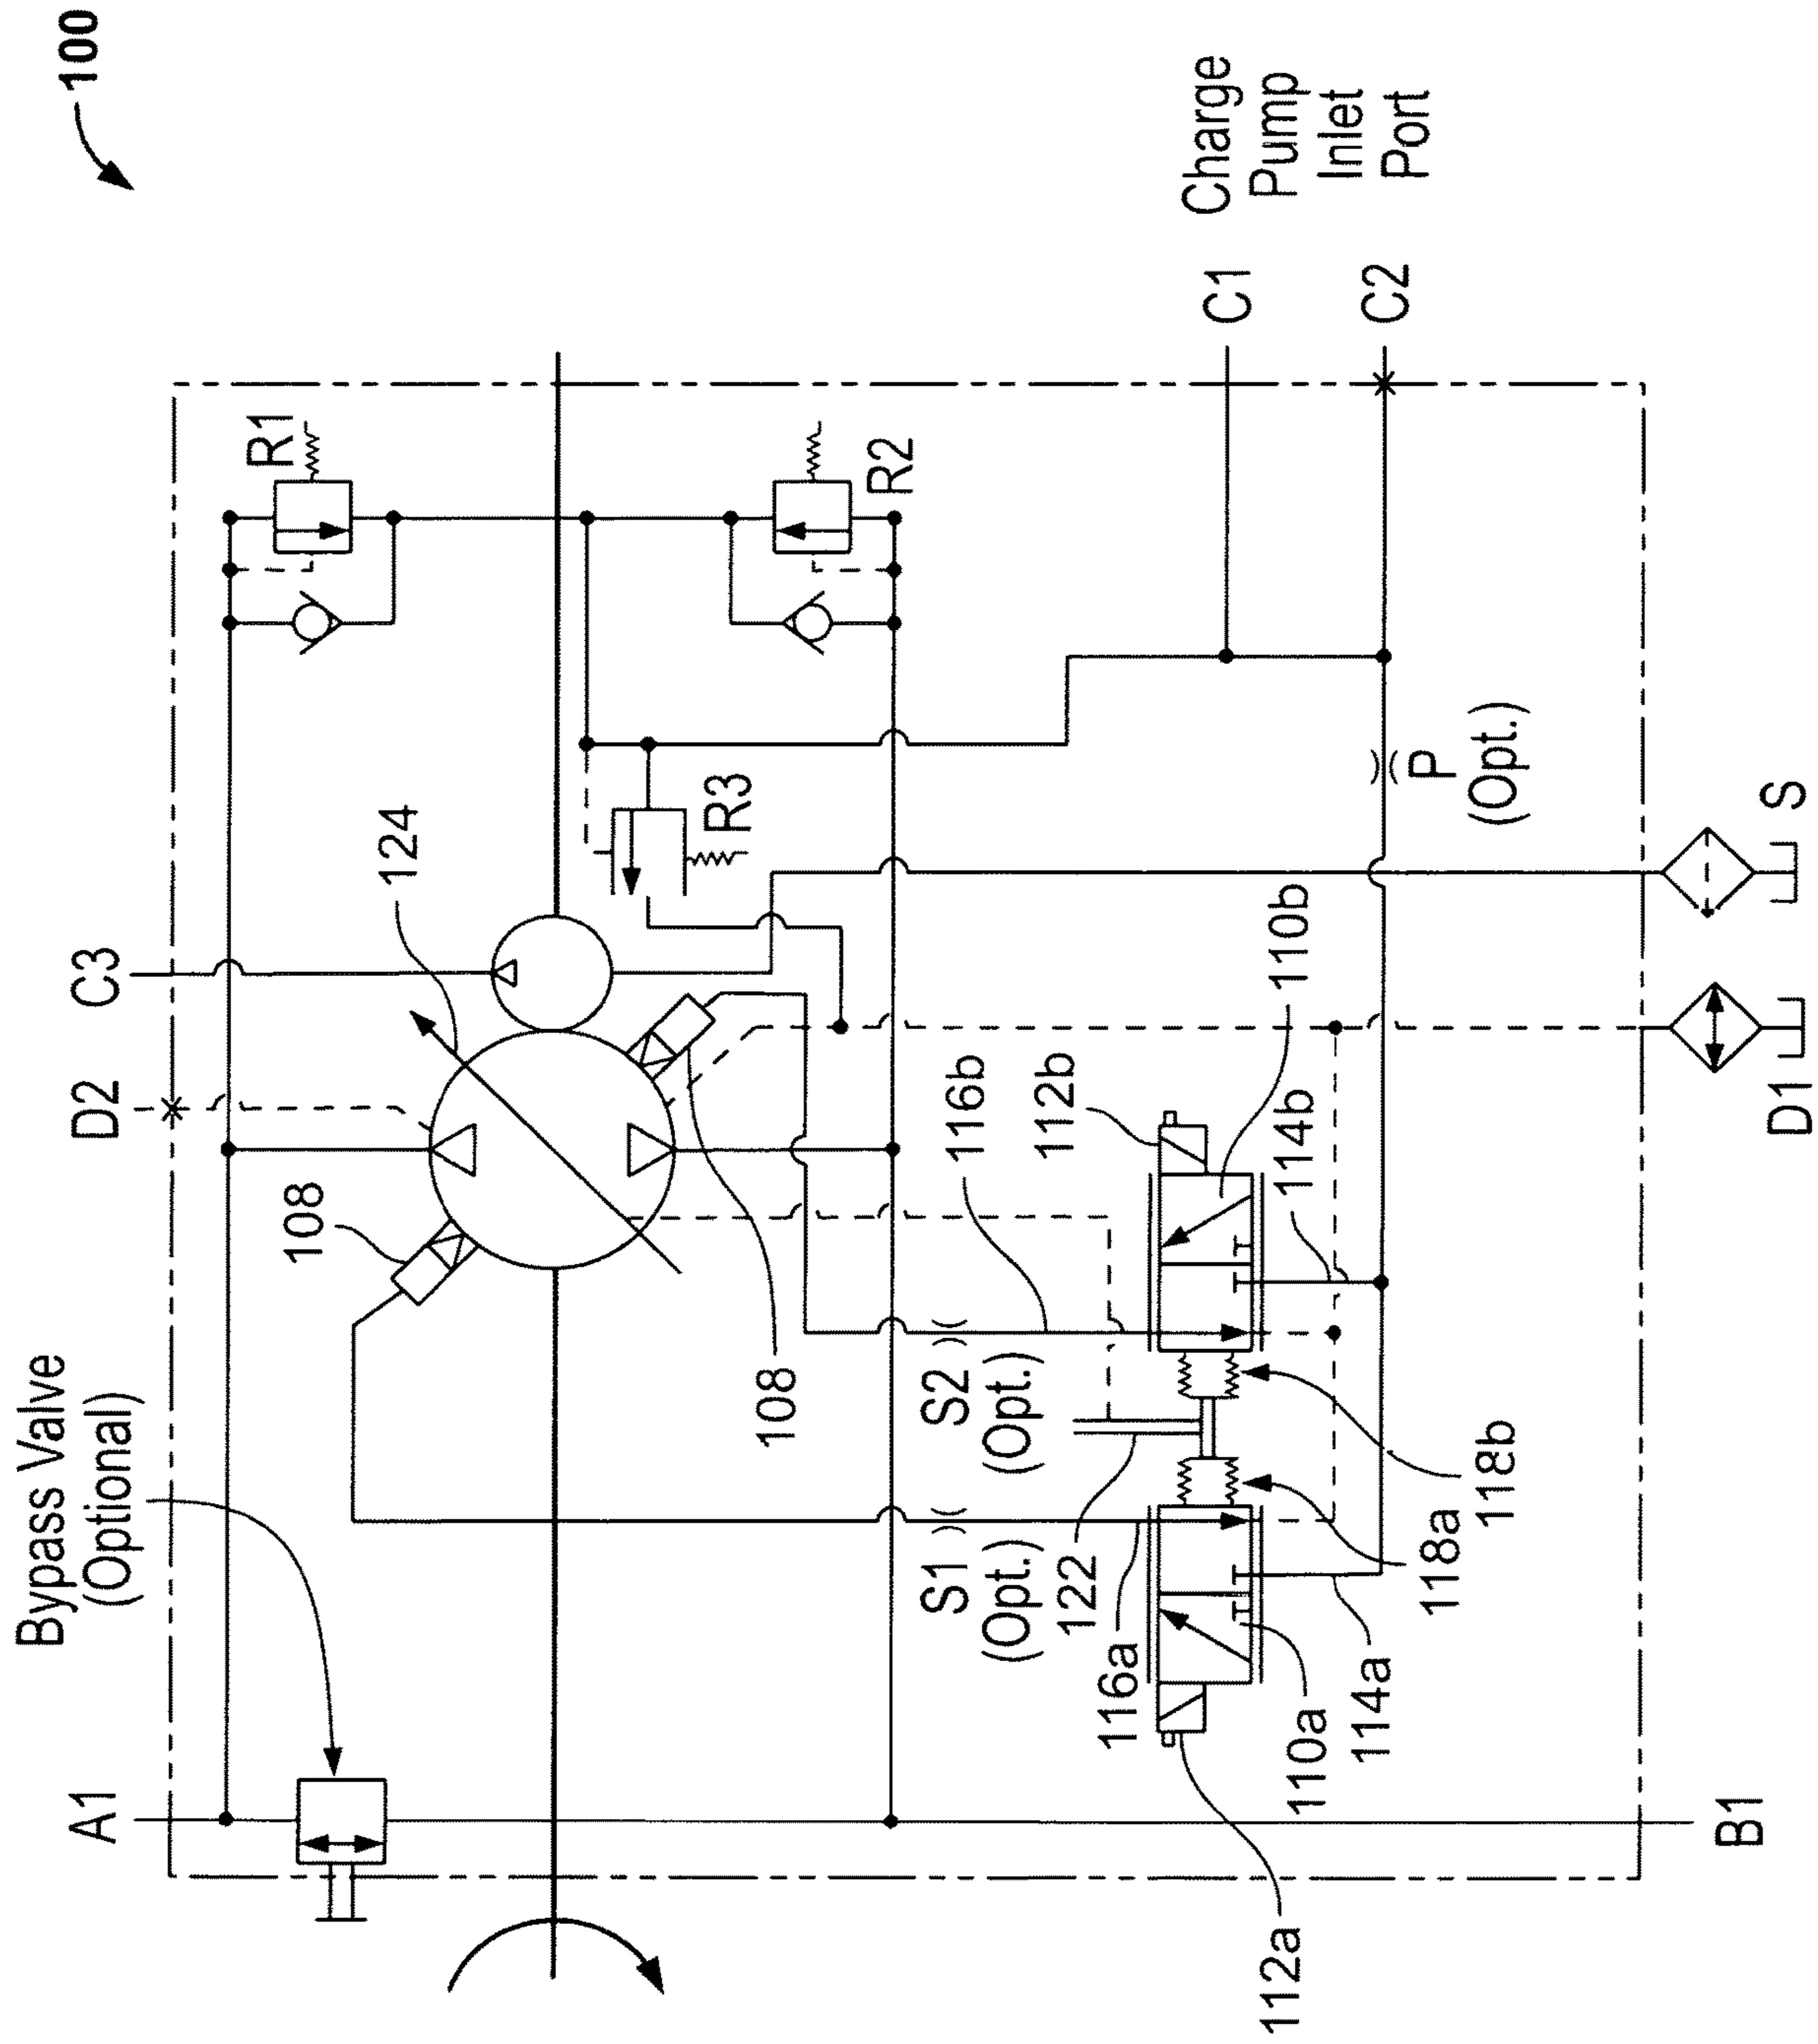 100
Bypass Valve
(Optional)
A1
D2
C3
R1
108
124
R2
R3
Charge
Pump
Inlet
Port
C1
C2
108
S1
(Opt.)
S2
(Opt.)
P
(Opt.)
116a
122
116b
112b
110b
114b
112a
110a
114a
118a
118b
B1
D1
S